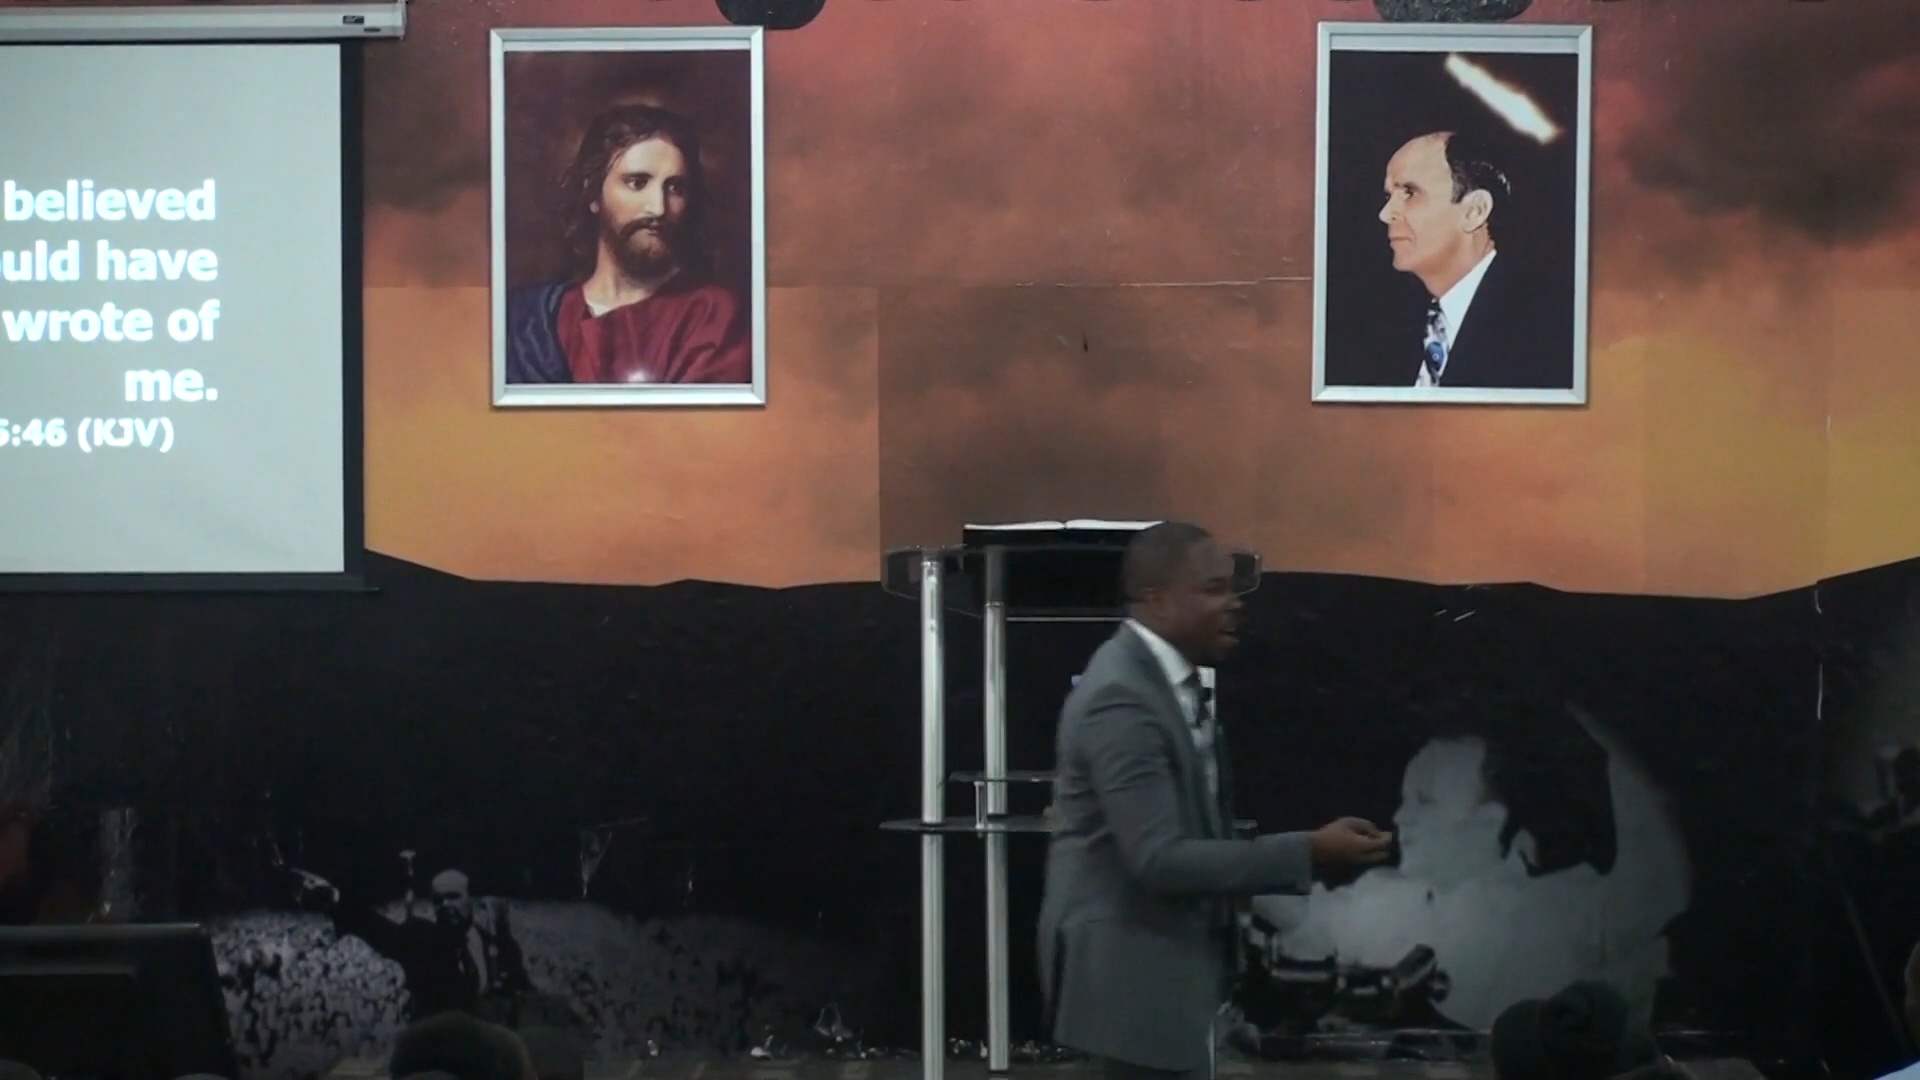 believed
uld have
wrote of
me.
5:46 (KJV)